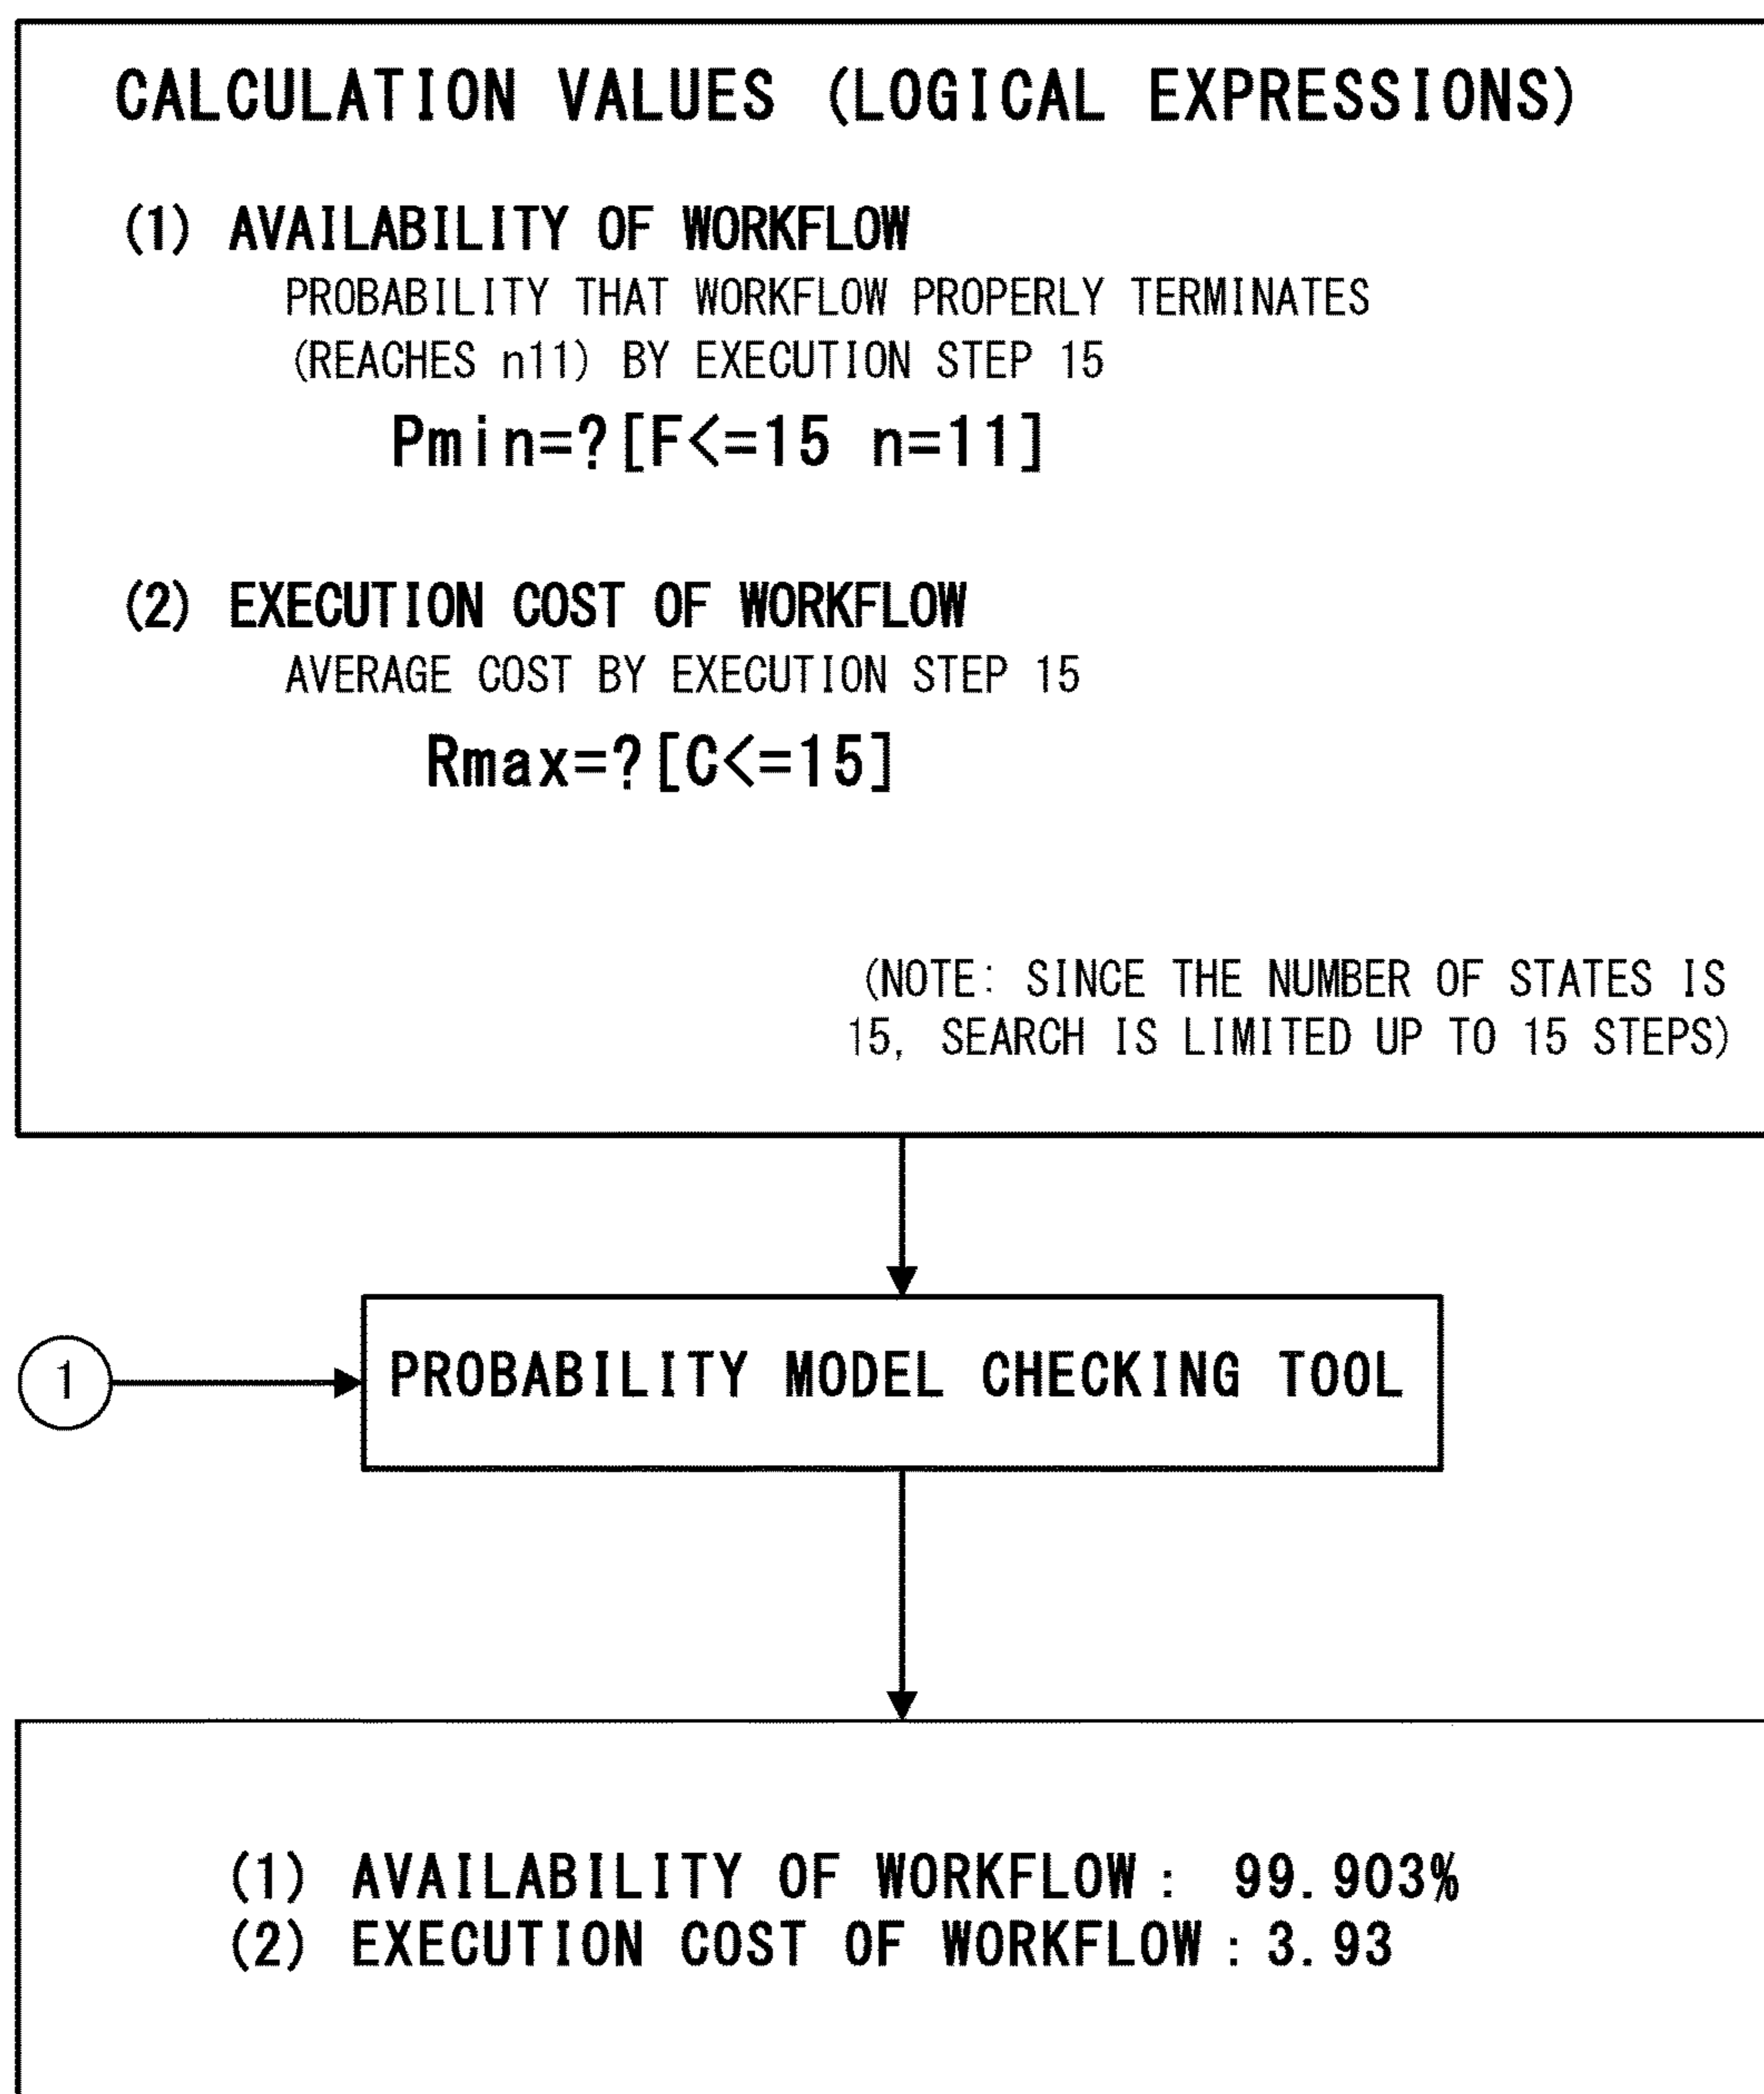 CALCULATION VALUES (LOGICAL EXPRESSIONS)
(1) AVAILABILITY OF WORKFLOW
PROBABILITY THAT WORKFLOW PROPERLY TERMINATES
(REACHES n11) BY EXECUTION STEP 15
Pmin=?[F<=15 n=11]
(2) EXECUTION COST OF WORKFLOW
AVERAGE COST BY EXECUTION STEP 15
Rmax=?[C<=15]
(NOTE: SINCE THE NUMBER OF STATES IS
15, SEARCH IS LIMITED UP TO 15 STEPS)
1
PROBABILITY MODEL CHECKING TOOL
(1) AVAILABILITY OF WORKFLOW: 99.903%
(2) EXECUTION COST OF WORKFLOW:3.93